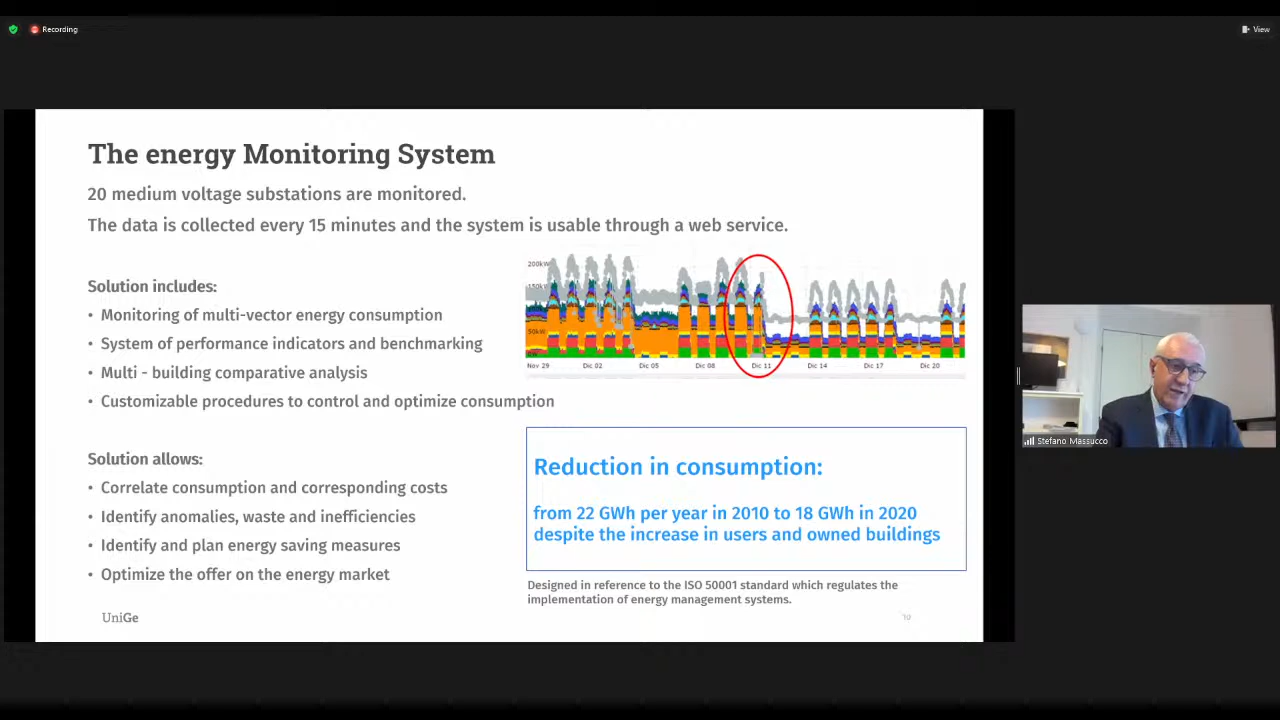 Recording
View
The energy Monitoring System
20 medium voltage substations are monitored.
The data is collected every 15 minutes and the system is usable through a web service.
Solution includes:
• Monitoring of multi-vector energy consumption
• System of performance indicators and benchmarking
• Multi - building comparative analysis
• Customizable procedures to control and optimize consumption
Solution allows:
• Correlate consumption and corresponding costs
• Identify anomalies, waste and inefficiencies
• Identify and plan energy saving measures
• Optimize the offer on the energy market
200kW
Nov 29 Dic 02 Dic 05 Dic 08 Dic 11 Dic 14 Dic 17 Dic 20
Reduction in consumption:
from 22 GWh per year in 2010 to 18 GWh in 2020
despite the increase in users and owned buildings
Designed in reference to the ISO 50001 standard which regulates the
implementation of energy management systems.
UniGe
10
Stefano Massucco